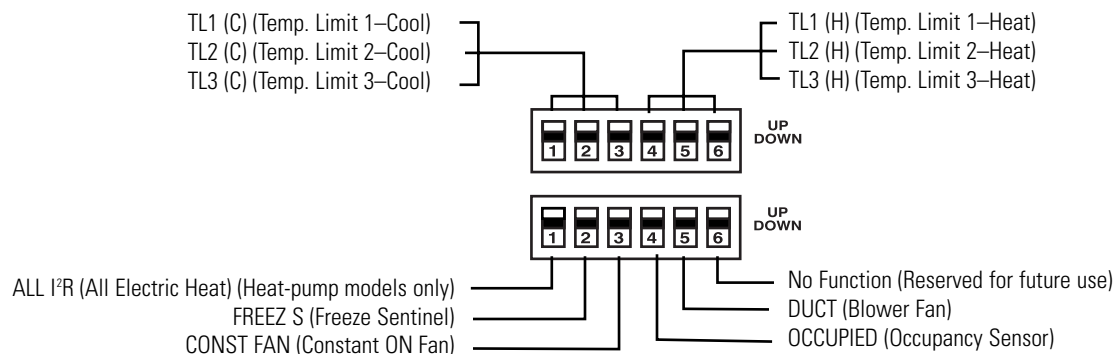 TL1 (C) (Temp. Limit 1–Cool)
TL2 (C) (Temp. Limit 2–Cool)
TL3 (C) (Temp. Limit 3–Cool)
TL1 (H) (Temp. Limit 1–Heat)
TL2 (H) (Temp. Limit 2–Heat)
TL3 (H) (Temp. Limit 3–Heat)
1 2 3 4 5 6
UP
DOWN
1 2 3 4 5 6
UP
DOWN
ALL I²R (All Electric Heat) (Heat-pump models only)
FREEZ S (Freeze Sentinel)
CONST FAN (Constant ON Fan)
No Function (Reserved for future use)
DUCT (Blower Fan)
OCCUPIED (Occupancy Sensor)